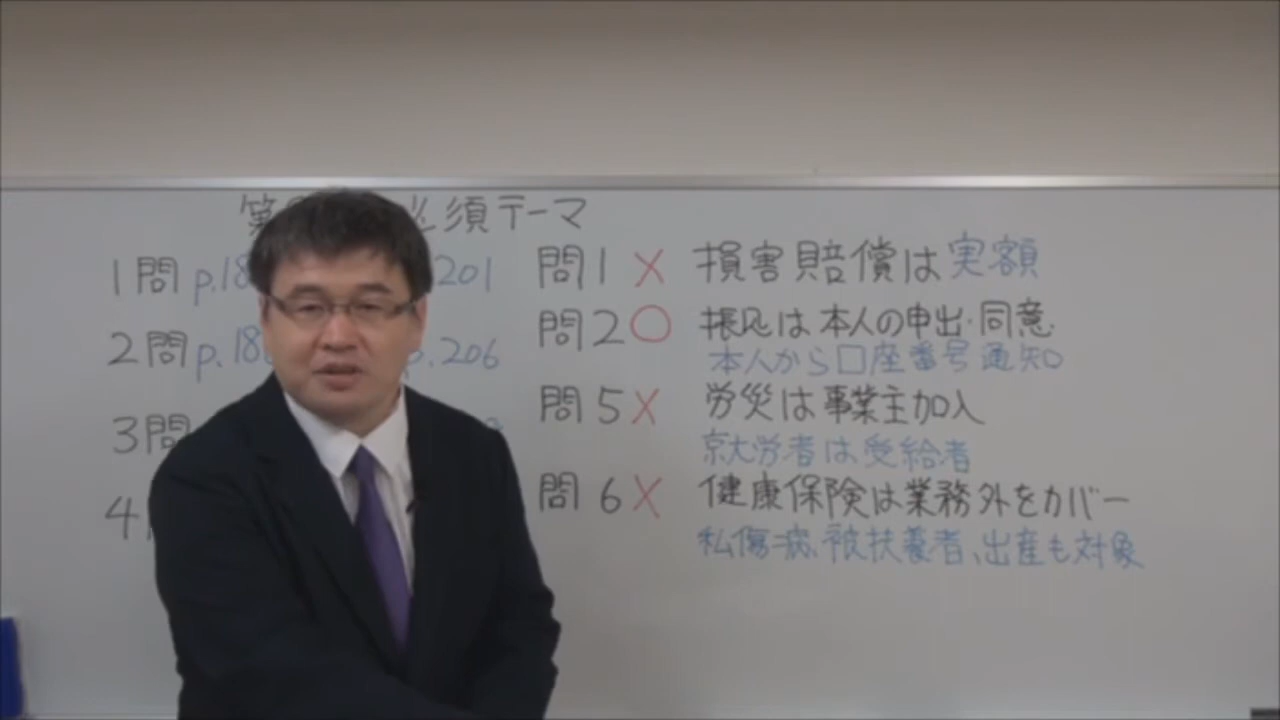 第 必須テーマ
1問 p.18 201
2問 p.18 p.206
3問
4
問1 × 損害賠償は実額
問2 ○ 振込は本人の申出・同意
本人から口座番号通知
問5 × 労災は事業主加入
就労者は受給者
問6 × 健康保険は業務外をカバー
私傷病、被扶養者、出産も対象